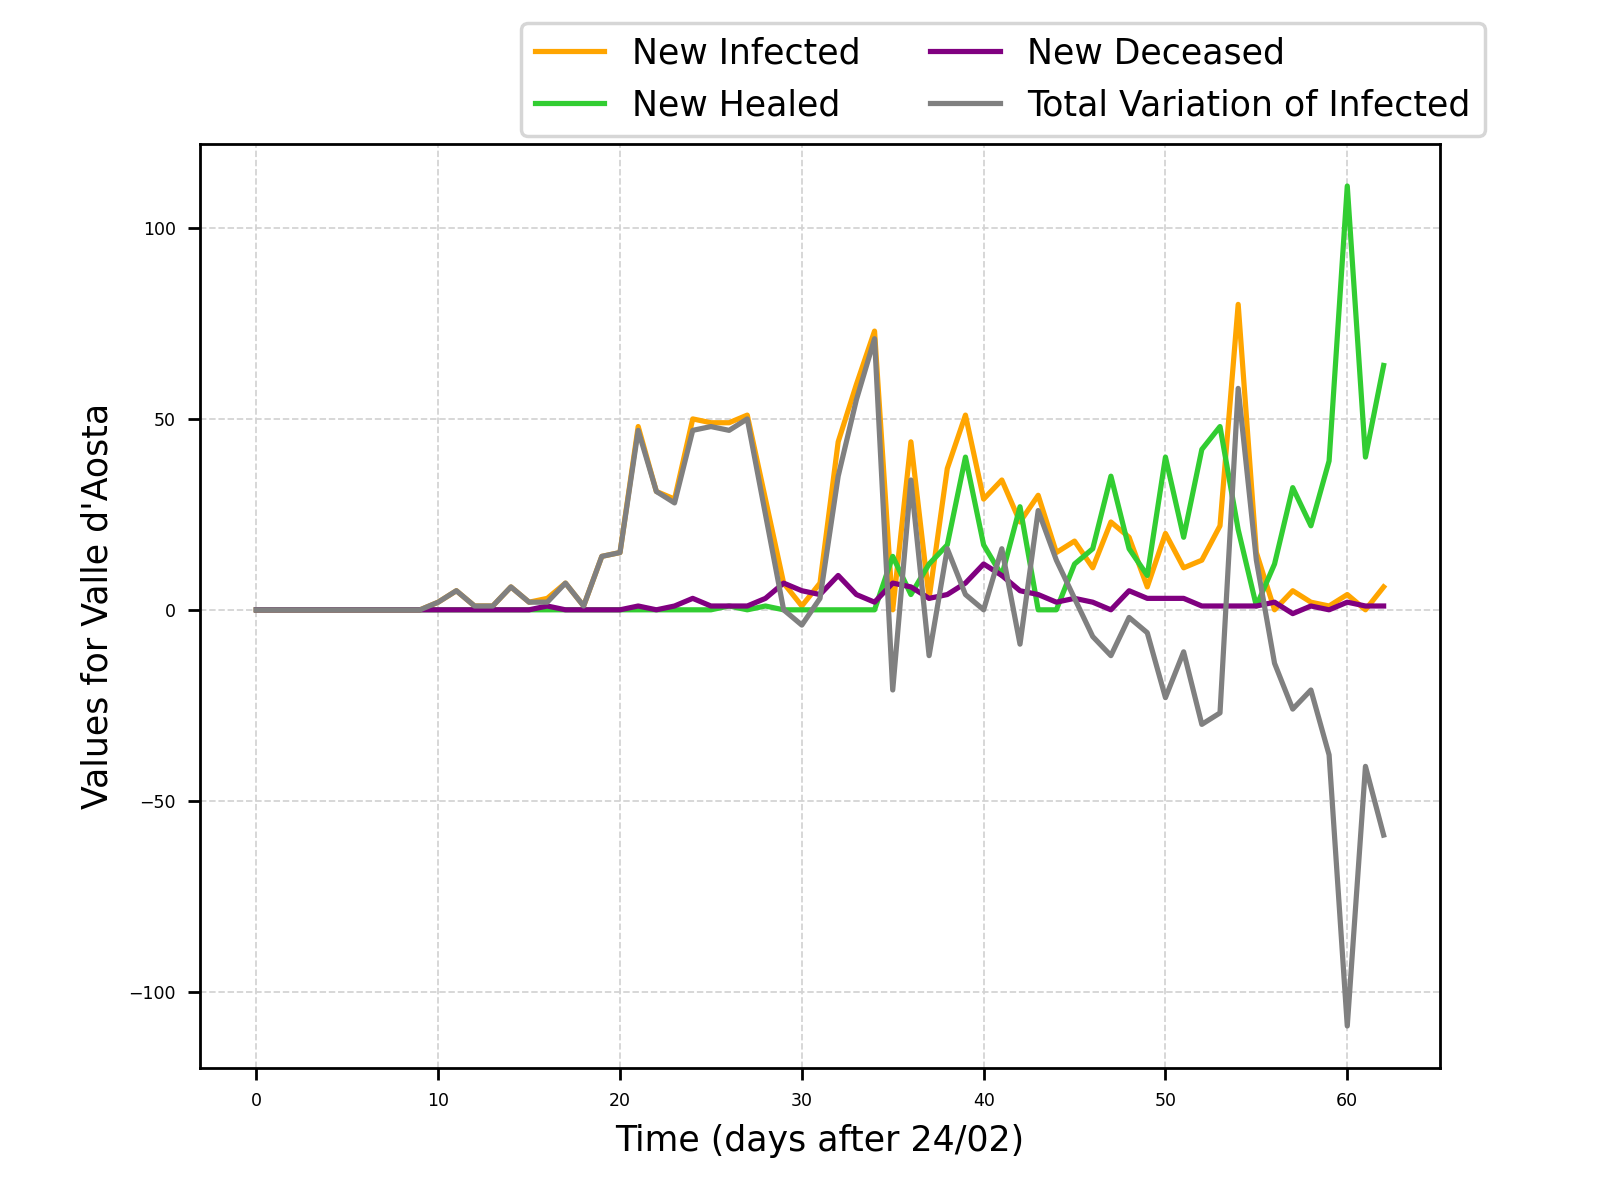 New Infected
New Healed
New Deceased
Total Variation of Infected
Values for Valle d'Aosta
100
50
0
−50
−100
0 10 20 30 40 50 60
Time (days after 24/02)